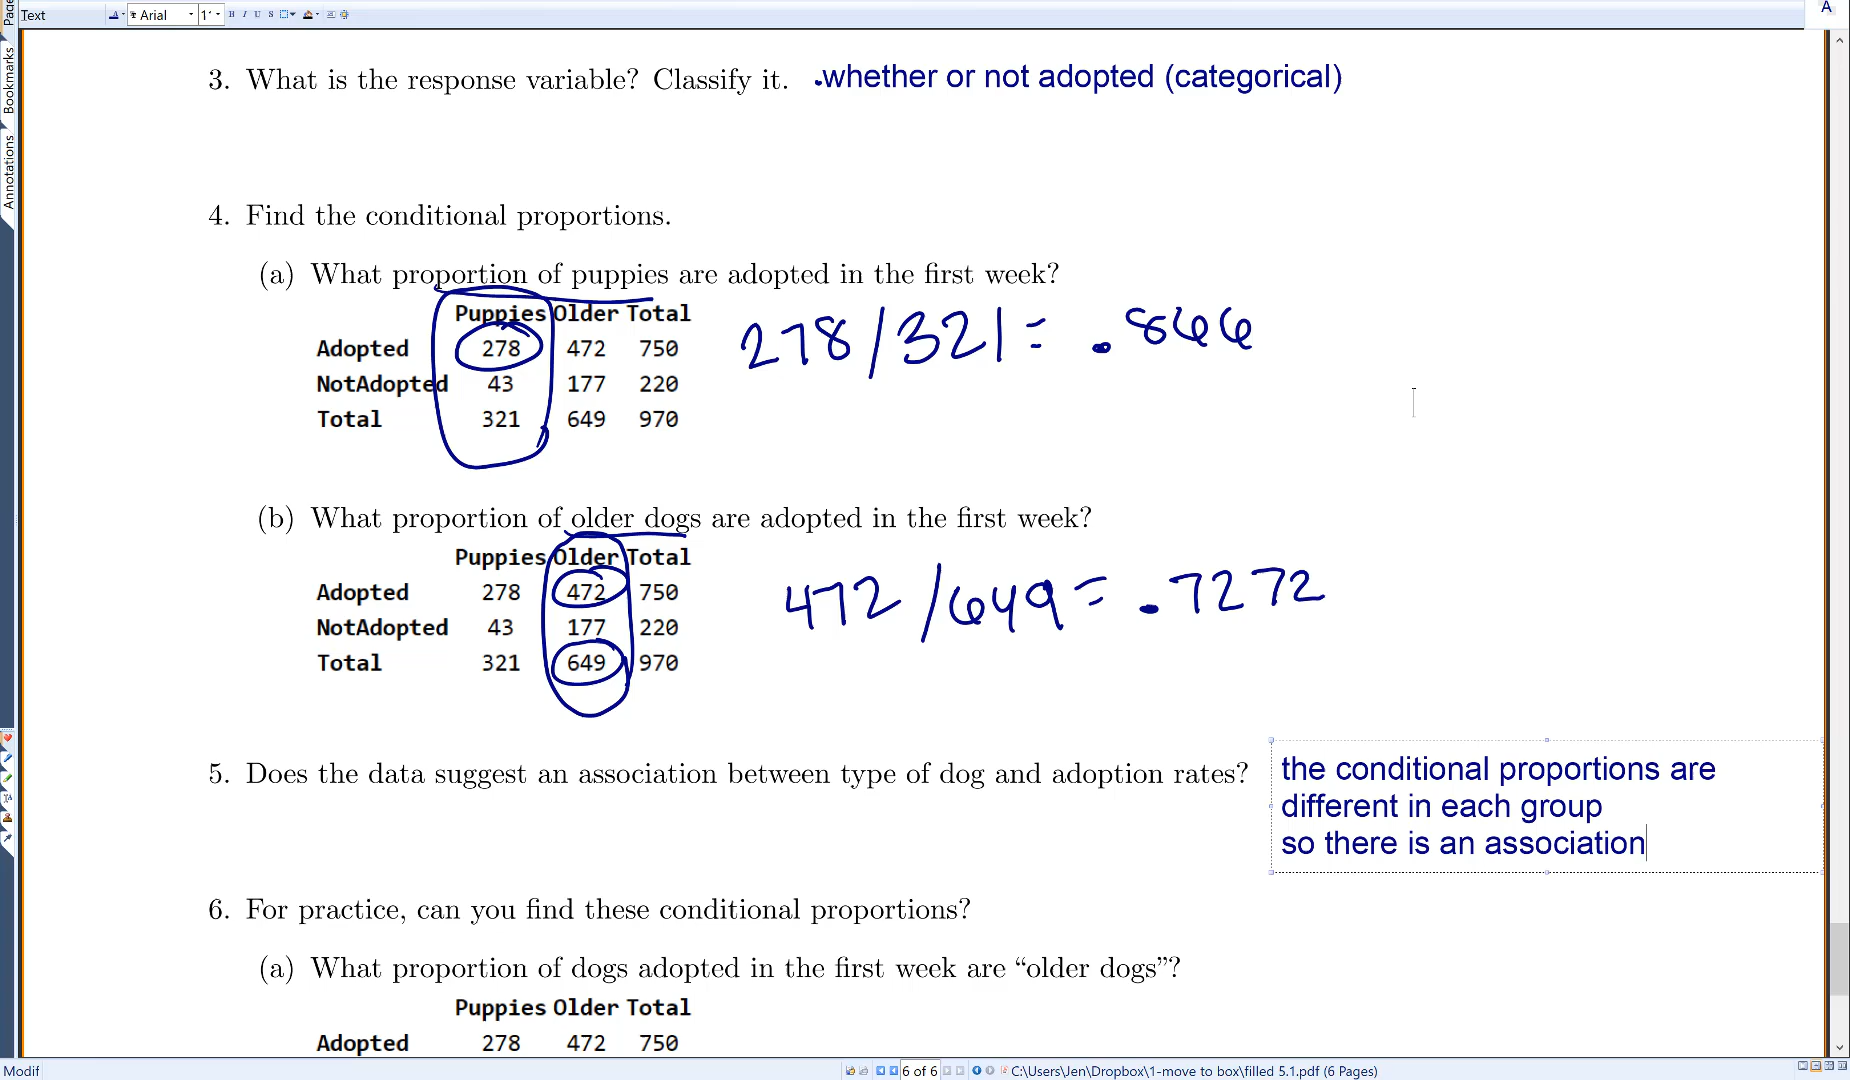 Text
Arial
B I U S
A
Bookmarks
Annotations
3. What is the response variable? Classify it. .whether or not adopted (categorical)
4. Find the conditional proportions.
(a) What proportion of puppies are adopted in the first week?
Puppies Older Total
Adopted 278 472 750
NotAdopted 43 177 220
Total 321 649 970
278/321= .866
(b) What proportion of older dogs are adopted in the first week?
Puppies Older Total
Adopted 278 472 750
NotAdopted 43 177 220
Total 321 649 970
472/649= .7272
5. Does the data suggest an association between type of dog and adoption rates?
the conditional proportions are
different in each group
so there is an association
6. For practice, can you find these conditional proportions?
(a) What proportion of dogs adopted in the first week are “older dogs”?
Puppies Older Total
Adopted 278 472 750
Modif
6 of 6
C:\Users\Jen\Dropbox\1-move to box\filled 5.1.pdf (6 Pages)